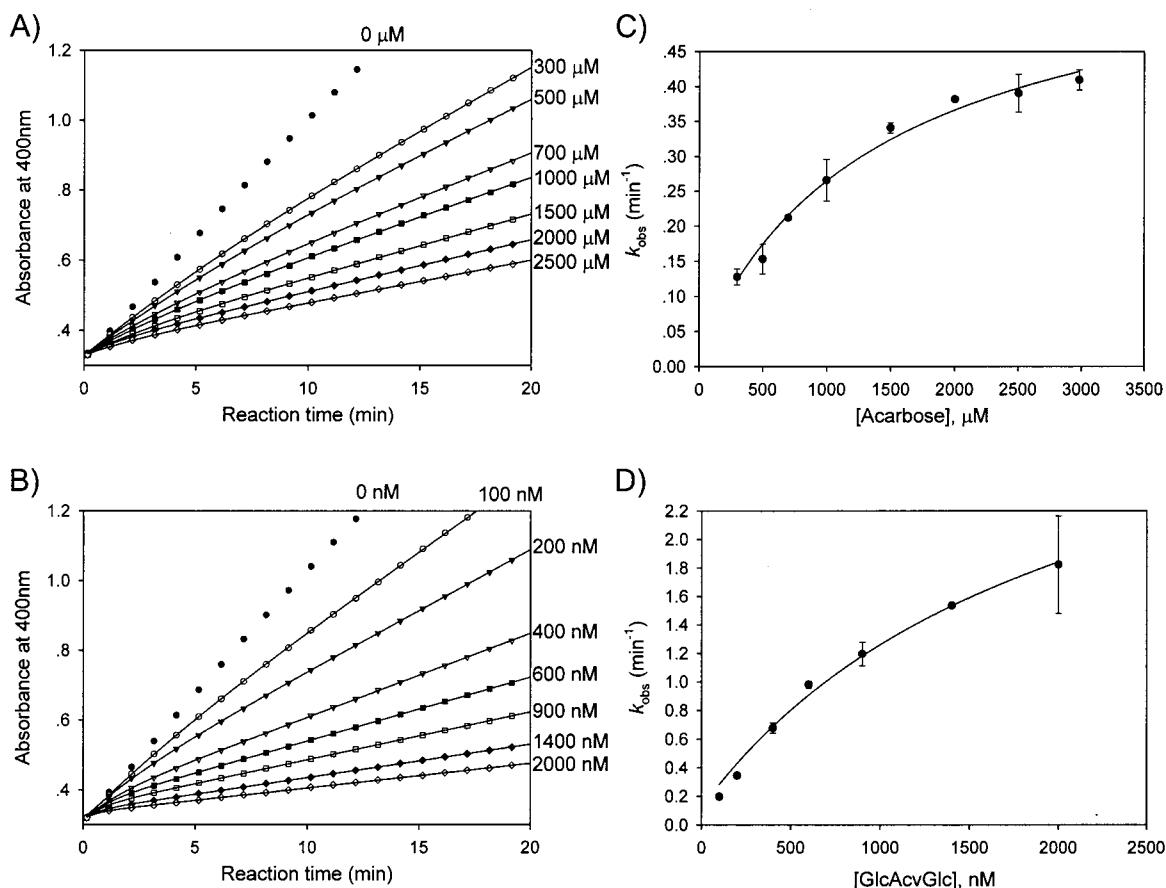 A)
0 µM
1.2
1.0
.8
.6
.4
Absorbance at 400nm
300 µM
500 µM
700 µM
1000 µM
1500 µM
2000 µM
2500 µM
0
5
10
15
20
Reaction time (min)
C)
.45
.40
.35
.30
.25
.20
.15
.10
.05
0.00
k obs (min-1)
0
500
1000
1500
2000
2500
3000
3500
[Acarbose], µM
B)
0 nM
100 nM
1.2
1.0
.8
.6
.4
Absorbance at 400nm
200 nM
400 nM
600 nM
900 nM
1400 nM
2000 nM
0
5
10
15
20
Reaction time (min)
D)
2.2
2.0
1.8
1.6
1.4
1.2
1.0
0.8
0.6
0.4
0.2
0.0
k obs (min-1)
0
500
1000
1500
2000
2500
[GlcAcvGlc], nM